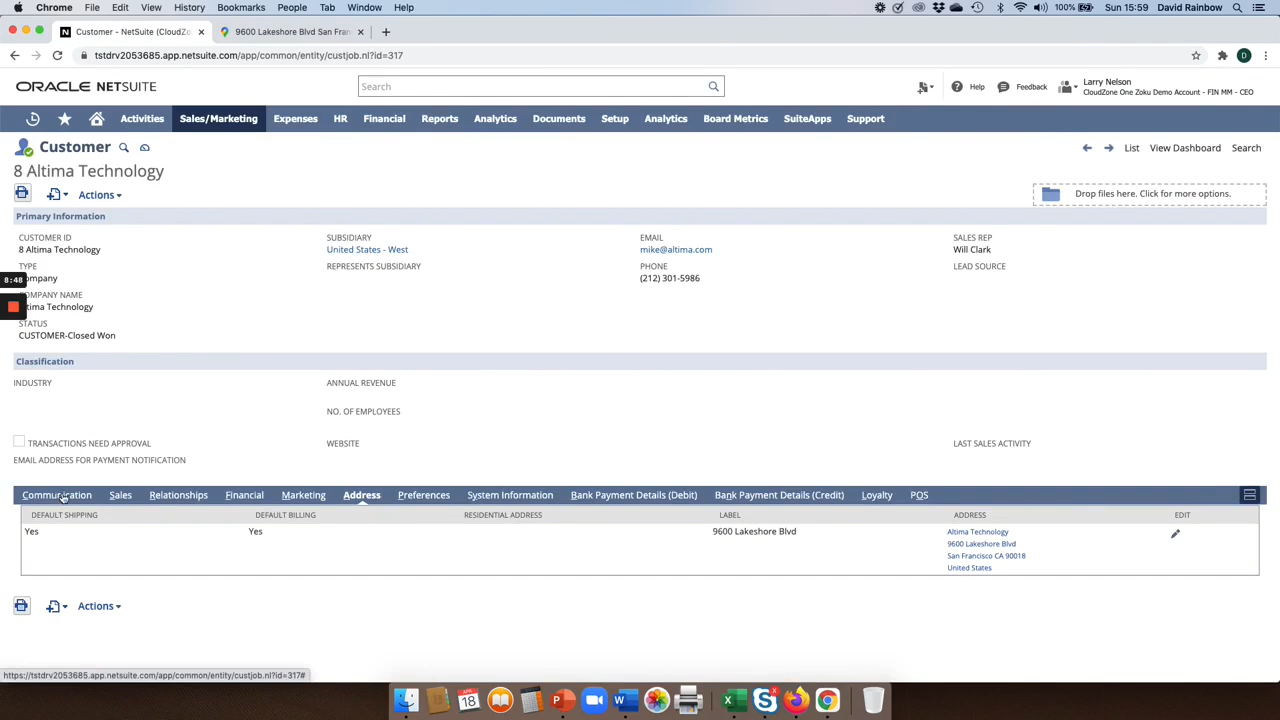 Chrome File Edit View History Bookmarks People Tab Window Help 100% Sun 15:59 David Rainbow
N Customer - NetSuite (CloudZo × 9600 Lakeshore Blvd San Fran × +
tstdrv2053685.app.netsuite.com/app/common/entity/custjob.nl?id=317 D
ORACLE NETSUITE Search Help Feedback Larry Nelson
CloudZone One Zoku Demo Account - FIN MM - CEO
Activities Sales/Marketing Expenses HR Financial Reports Analytics Documents Setup Analytics Board Metrics SuiteApps Support
Customer List View Dashboard Search
8 Altima Technology
Actions Drop files here. Click for more options.
Primary Information
CUSTOMER ID SUBSIDIARY EMAIL SALES REP
8 Altima Technology United States - West mike@altima.com Will Clark
TYPE REPRESENTS SUBSIDIARY PHONE LEAD SOURCE
8:48 ompany (212) 301-5986
OMPANY NAME
tima Technology
STATUS
CUSTOMER-Closed Won
Classification
INDUSTRY ANNUAL REVENUE
NO. OF EMPLOYEES
TRANSACTIONS NEED APPROVAL WEBSITE LAST SALES ACTIVITY
EMAIL ADDRESS FOR PAYMENT NOTIFICATION
Communication Sales Relationships Financial Marketing Address Preferences System Information Bank Payment Details (Debit) Bank Payment Details (Credit) Loyalty POS
DEFAULT SHIPPING DEFAULT BILLING RESIDENTIAL ADDRESS LABEL ADDRESS EDIT
Yes Yes 9600 Lakeshore Blvd Altima Technology
9600 Lakeshore Blvd
San Francisco CA 90018
United States
Actions
https://tstdrv2053685.app.netsuite.com/app/common/entity/custjob.nl?id=317#